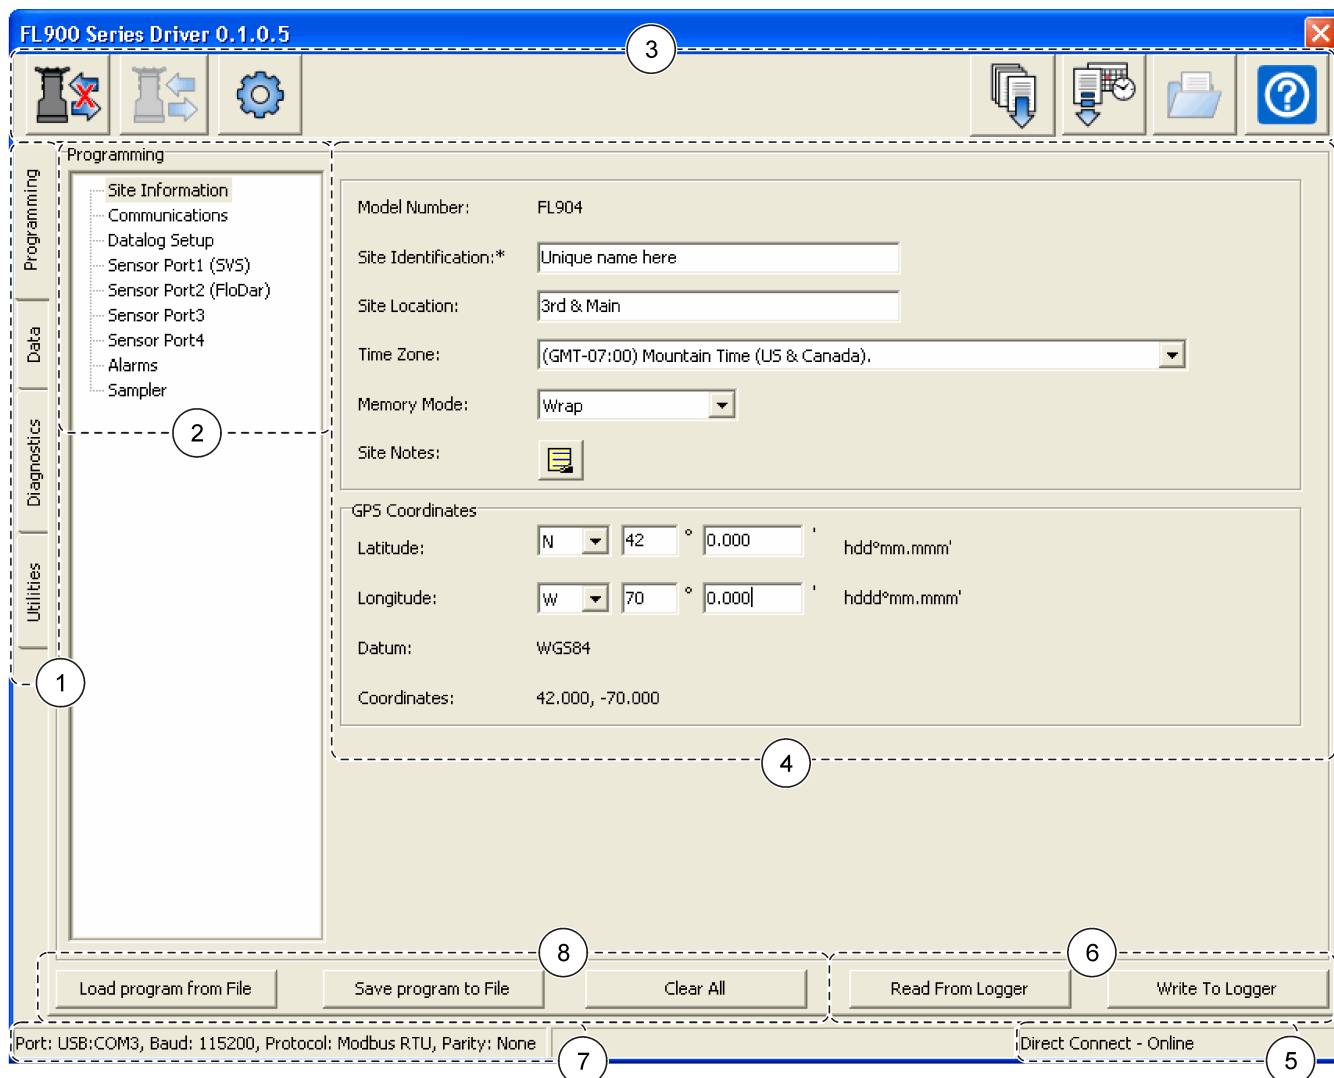 FL900 Series Driver 0.1.0.5
3
Programming
Data
Diagnostics
Utilities
1
Programming
Site Information
Communications
Datalog Setup
Sensor Port1 (SVS)
Sensor Port2 (FloDar)
Sensor Port3
Sensor Port4
Alarms
Sampler
2
Model Number: FL904
Site Identification:* Unique name here
Site Location: 3rd & Main
Time Zone: (GMT-07:00) Mountain Time (US & Canada).
Memory Mode: Wrap
Site Notes:
GPS Coordinates
Latitude: N 42 ° 0.000 ' hdd°mm.mmm'
Longitude: W 70 ° 0.000 ' hddd°mm.mmm'
Datum: WGS84
Coordinates: 42.000, -70.000
4
8
6
Load program from File Save program to File Clear All Read From Logger Write To Logger
Port: USB:COM3, Baud: 115200, Protocol: Modbus RTU, Parity: None Direct Connect - Online
7
5